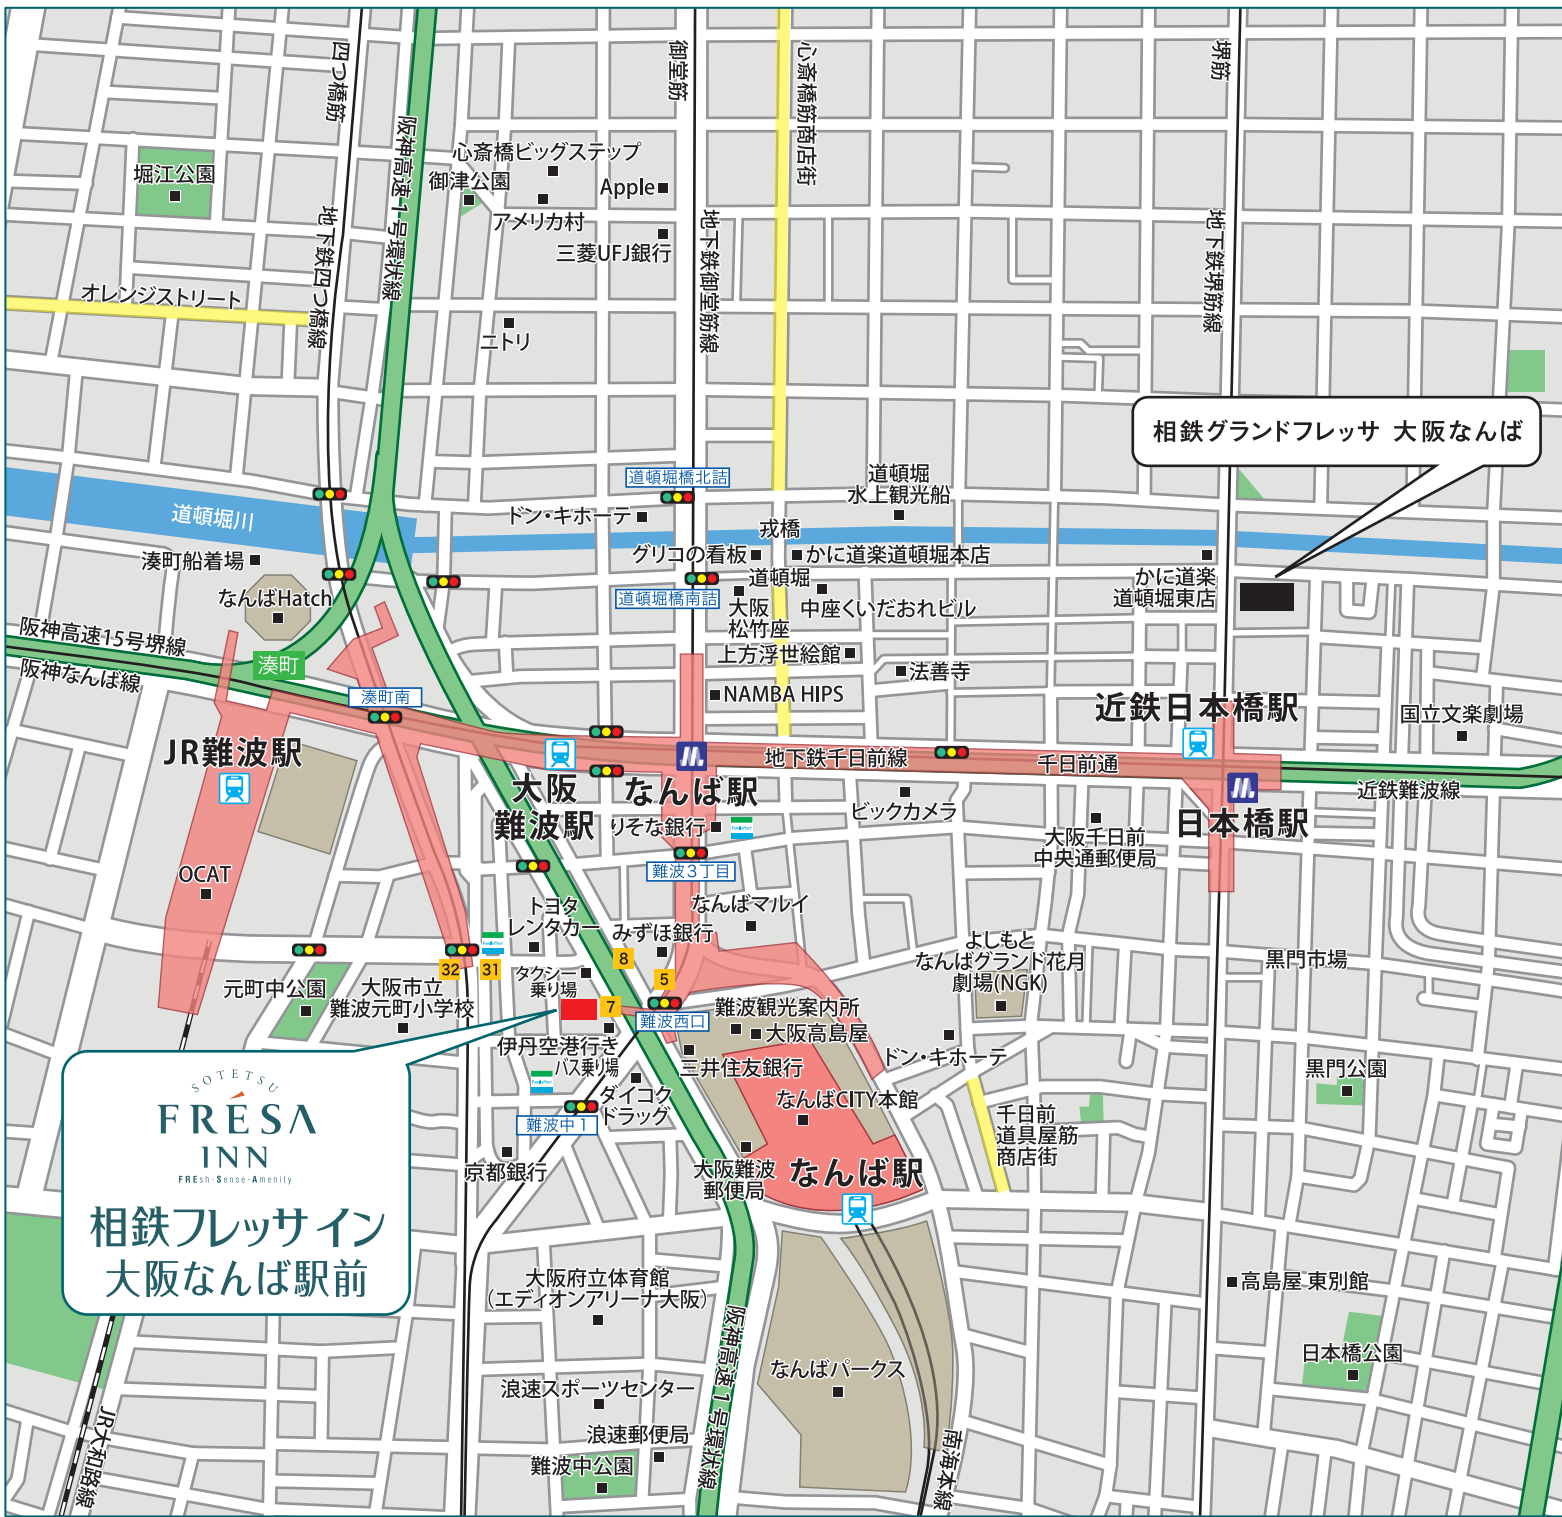 四つ橋筋
阪神高速1号環状線
御堂筋
心斎橋筋商店街
堺筋
心斎橋ビッグステップ
御津公園
Apple
アメリカ村
三菱UFJ銀行
堀江公園
地下鉄四つ橋線
地下鉄御堂筋線
地下鉄堺筋線
オレンジストリート
ニトリ
相鉄グランドフレッサ 大阪なんば
道頓堀橋北詰
道頓堀
水上観光船
ドン・キホーテ
道頓堀川
戎橋
湊町船着場
グリコの看板
かに道楽道頓堀本店
かに道楽
道頓堀東店
なんばHatch
道頓堀橋南詰
道頓堀
大阪
松竹座
中座くいだおれビル
上方浮世絵館
法善寺
阪神高速15号堺線
阪神なんば線
湊町
湊町南
NAMBA HIPS
近鉄日本橋駅
国立文楽劇場
JR難波駅
大阪
難波駅
なんば駅
地下鉄千日前線
千日前通
近鉄難波線
日本橋駅
ビックカメラ
りそな銀行
FamilyMart
大阪千日前
中央通郵便局
難波3丁目
OCAT
なんばマルイ
トヨタ
レンタカー
みずほ銀行
FamilyMart
32
31
8
5
7
よしもと
なんばグランド花月
劇場(NGK)
黒門市場
タクシー
乗り場
元町中公園
大阪市立
難波元町小学校
難波西口
難波観光案内所
大阪高島屋
ドン・キホーテ
伊丹空港行き
バス乗り場
三井住友銀行
黒門公園
FamilyMart
ダイコク
ドラッグ
なんばCITY本館
千日前
道具屋筋
商店街
難波中1
京都銀行
大阪難波
郵便局
なんば駅
SOTETSU
FRESA
INN
FREsh・Sense・Amenity
相鉄フレッサイン
大阪なんば駅前
大阪府立体育館
(エディオンアリーナ大阪)
高島屋 東別館
阪神高速1号環状線
なんばパークス
日本橋公園
浪速スポーツセンター
浪速郵便局
難波中公園
JR大和路線
南海本線